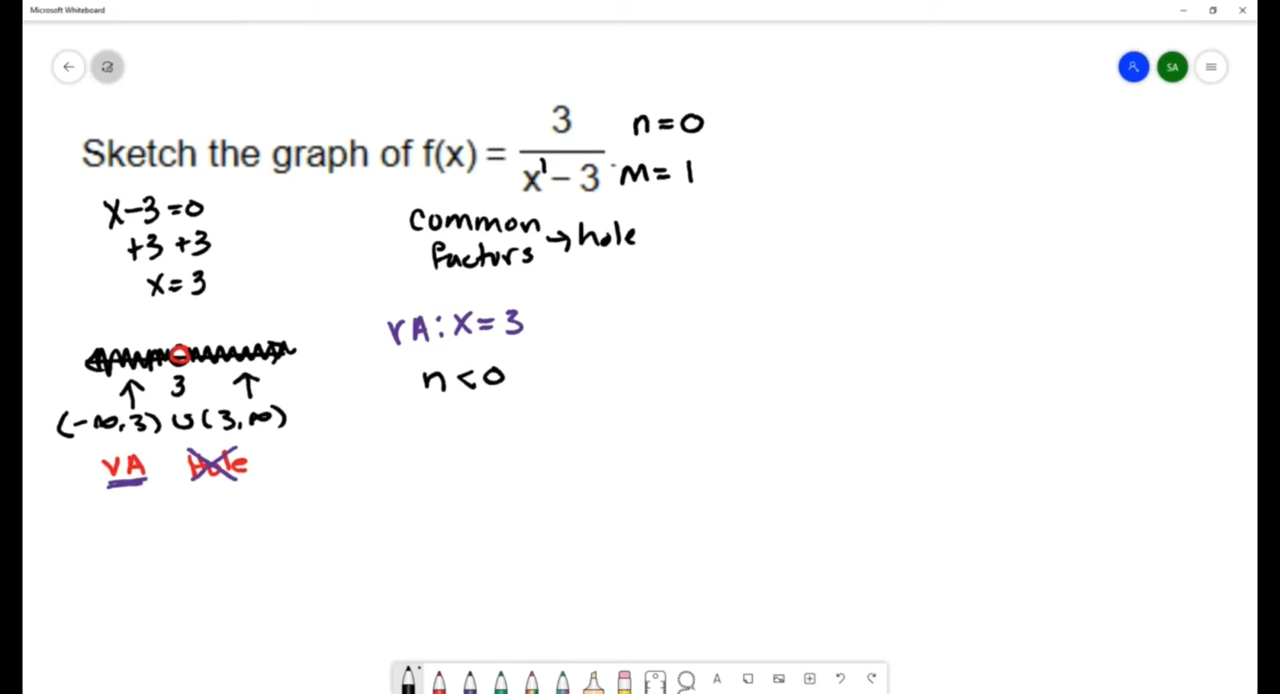 Microsoft Whiteboard
SA
Sketch the graph of f(x) = 3 / (x¹ − 3).
n = 0
m = 1
x − 3 = 0
+3 +3
x = 3
common
factors → hole
VA: x = 3
n < 0
3
(−∞, 3) ∪ (3, ∞)
VA Hole
A